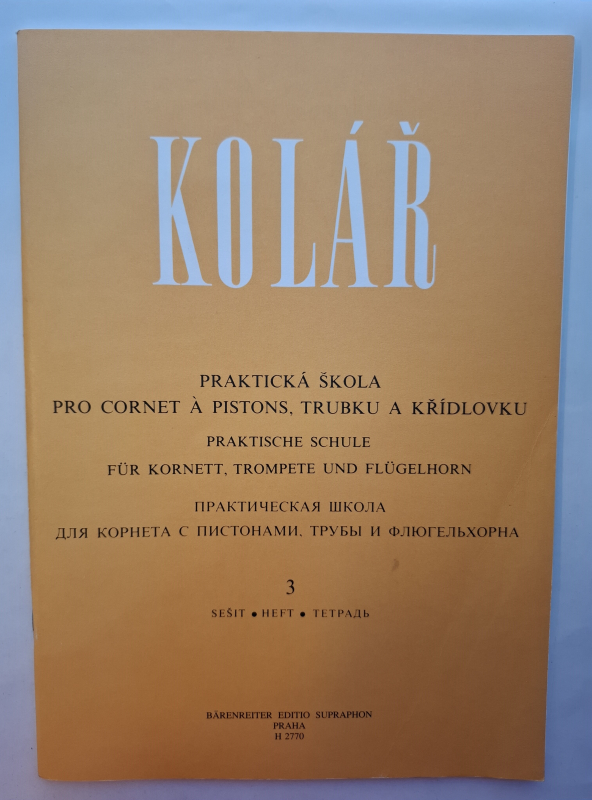 KOLÁŘ
PRAKTICKÁ ŠKOLA
PRO CORNET À PISTONS, TRUBKU A KŘÍDLOVKU
PRAKTISCHE SCHULE
FÜR KORNETT, TROMPETE UND FLÜGELHORN
ПРАКТИЧЕСКАЯ ШКОЛА
ДЛЯ КОРНЕТА С ПИСТОНАМИ, ТРУБЫ И ФЛЮГЕЛЬХОРНА
3
SEŠIT • HEFT • ТЕТРАДЬ
BÄRENREITER EDITIO SUPRAPHON
PRAHA
H 2770